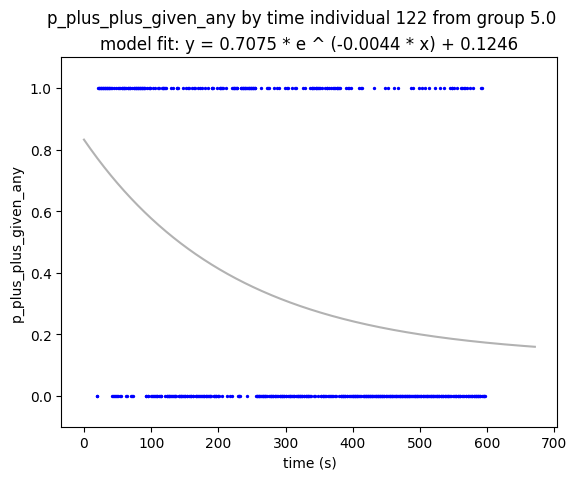 p_plus_plus_given_any by time individual 122 from group 5.0
model fit: y = 0.7075 * e ^ (-0.0044 * x) + 0.1246
1.0
0.8
0.6
0.4
0.2
0.0
p_plus_plus_given_any
0 100 200 300 400 500 600 700
time (s)